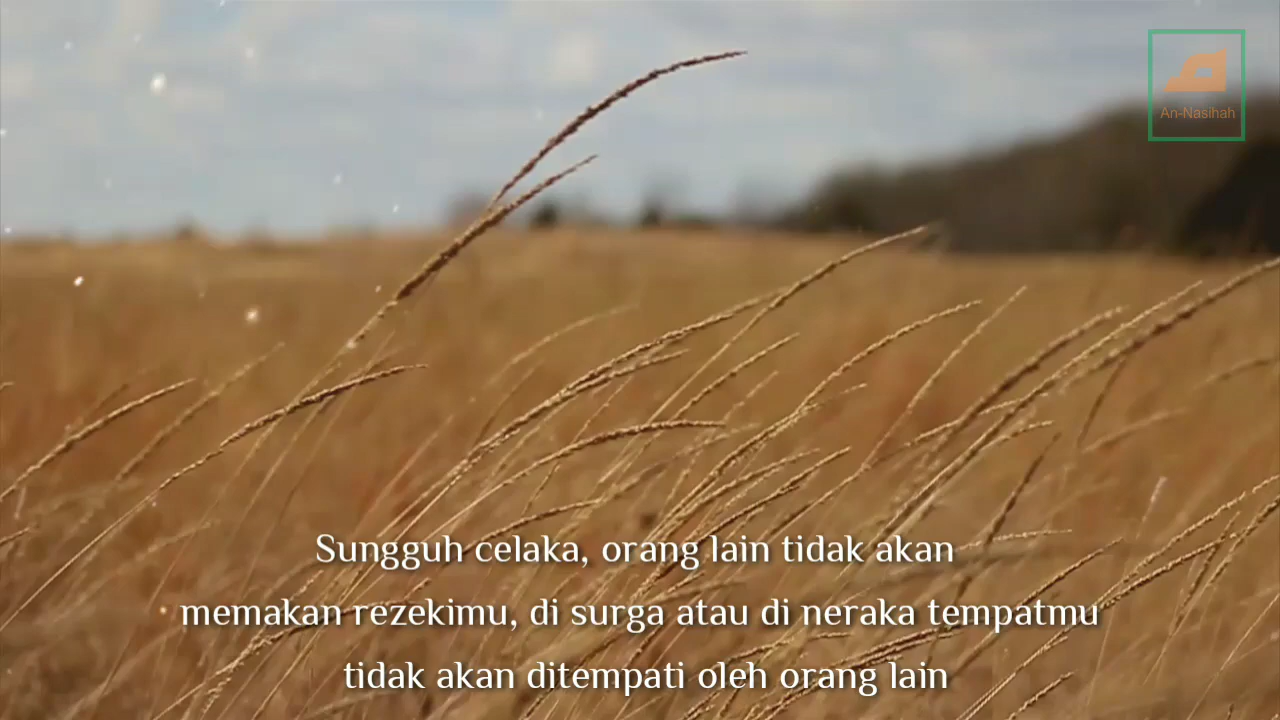 An-Nasihah
Sungguh celaka, orang lain tidak akan
memakan rezekimu, di surga atau di neraka tempatmu
tidak akan ditempati oleh orang lain